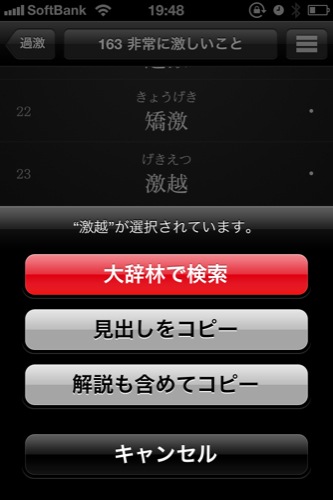 SoftBank 19:48
過激 163 非常に激しいこと
22 きょうげき
矯激
23 げきえつ
激越
“激越”が選択されています。
大辞林で検索
見出しをコピー
解説も含めてコピー
キャンセル